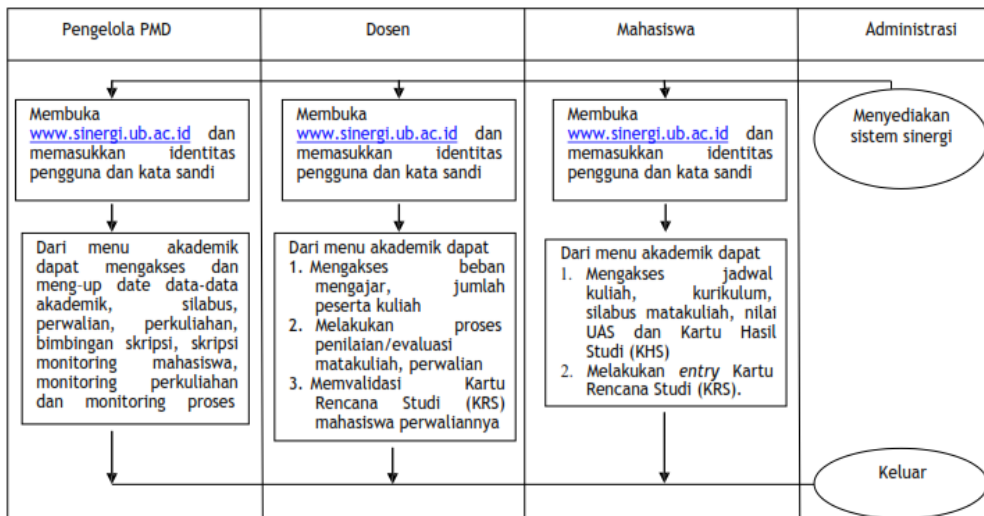 Pengelola PMD
Dosen
Mahasiswa
Administrasi
Membuka
www.sinergi.ub.ac.id dan
memasukkan identitas
pengguna dan kata sandi
Membuka
www.sinergi.ub.ac.id dan
memasukkan identitas
pengguna dan kata sandi
Membuka
www.sinergi.ub.ac.id dan
memasukkan identitas
pengguna dan kata sandi
Menyediakan
sistem sinergi
Dari menu akademik
dapat mengakses dan
meng-up date data-data
akademik, silabus,
perwalian, perkuliahan,
bimbingan skripsi, skripsi
monitoring mahasiswa,
monitoring perkuliahan
dan monitoring proses
Dari menu akademik dapat
1. Mengakses beban
mengajar, jumlah
peserta kuliah
2. Melakukan proses
penilaian/evaluasi
matakuliah, perwalian
3. Memvalidasi Kartu
Rencana Studi (KRS)
mahasiswa perwaliannya
Dari menu akademik dapat
1. Mengakses jadwal
kuliah, kurikulum,
silabus matakuliah, nilai
UAS dan Kartu Hasil
Studi (KHS)
2. Melakukan entry Kartu
Rencana Studi (KRS).
Keluar